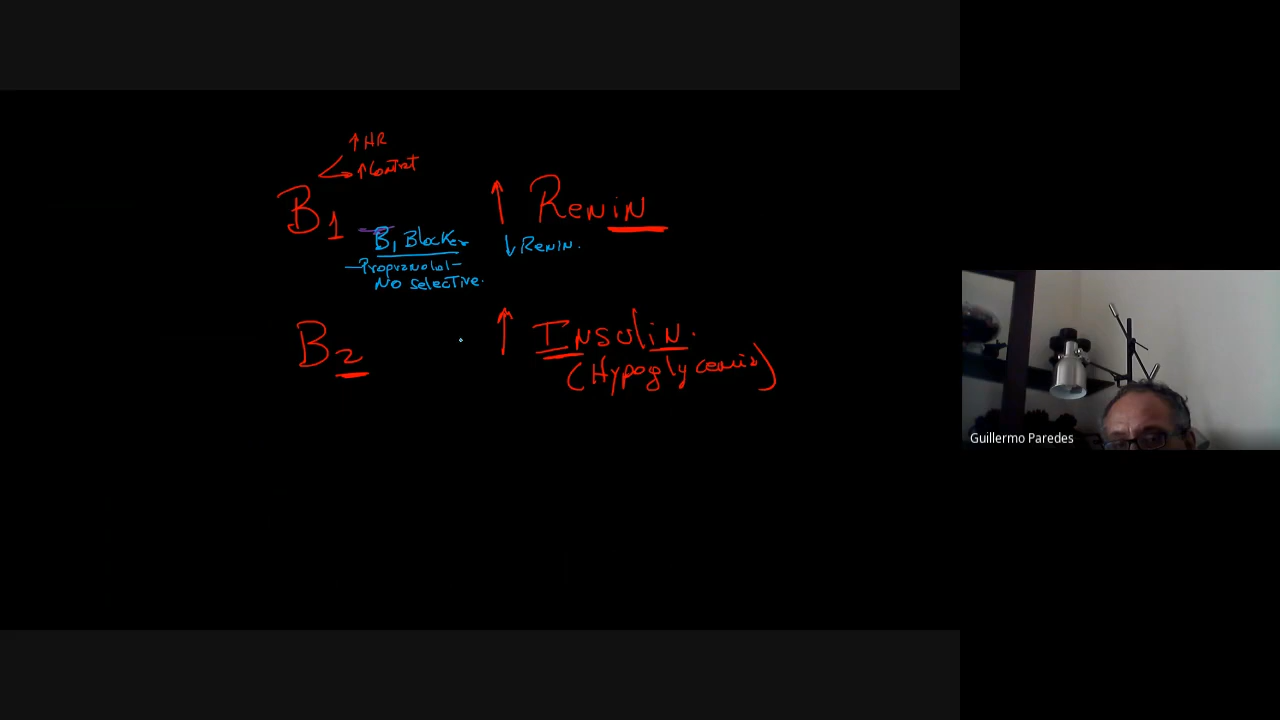 ↑ HR
↑ Contrat
B1 ↑ Renin
B1 Blocker ↓ Renin.
—Propranolol—
No selective.
B2 ↑ Insulin.
(Hypoglycemia)
Guillermo Paredes